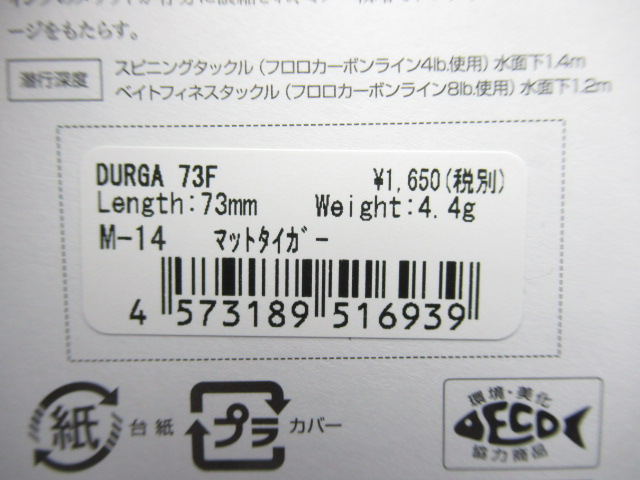 ージをもたらす。
潜行深度
スピニングタックル（フロロカーボンライン4lb.使用）水面下1.4m
ベイトフィネスタックル（フロロカーボンライン8lb.使用）水面下1.2m
DURGA 73F ¥1,650(税別)
Length:73mm Weight:4.4g
M-14 ﾏｯﾄﾀｲｶﾞｰ
4 573189 516939
紙 台紙 プラ カバー
環境・美化
ECO
協力商品